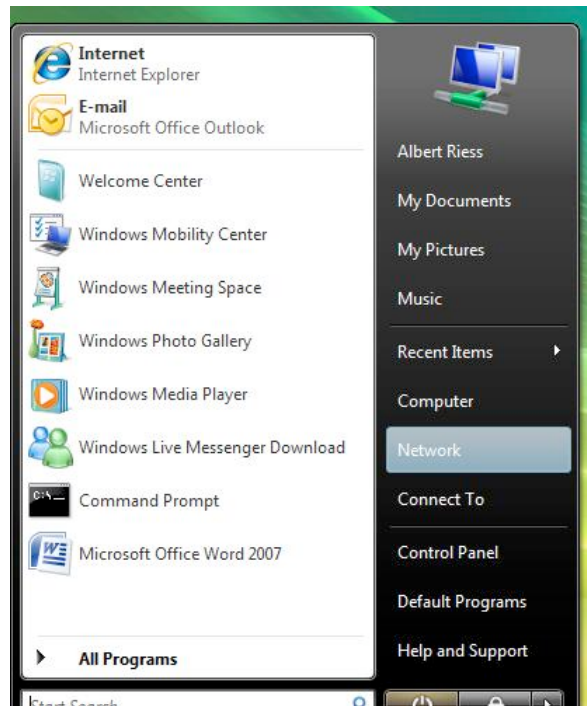 Internet
Internet Explorer
E-mail
Microsoft Office Outlook
Welcome Center
Windows Mobility Center
Windows Meeting Space
Windows Photo Gallery
Windows Media Player
Windows Live Messenger Download
C:\_
Command Prompt
Microsoft Office Word 2007
All Programs
Start Search
Albert Riess
My Documents
My Pictures
Music
Recent Items
Computer
Network
Connect To
Control Panel
Default Programs
Help and Support